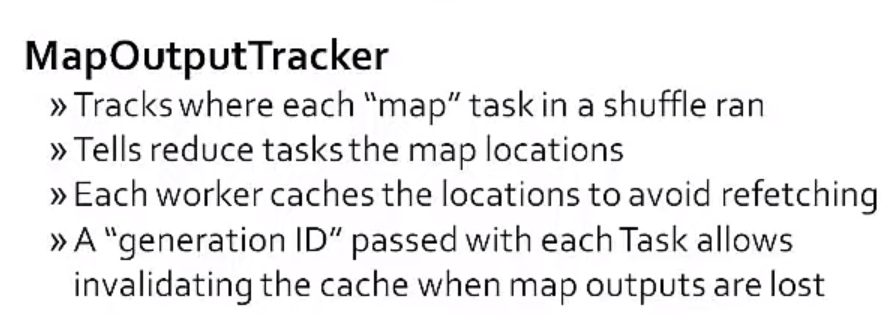 MapOutputTracker
» Tracks where each “map” task in a shuffle ran
» Tells reduce tasks the map locations
» Each worker caches the locations to avoid refetching
» A “generation ID” passed with each Task allows
invalidating the cache when map outputs are lost